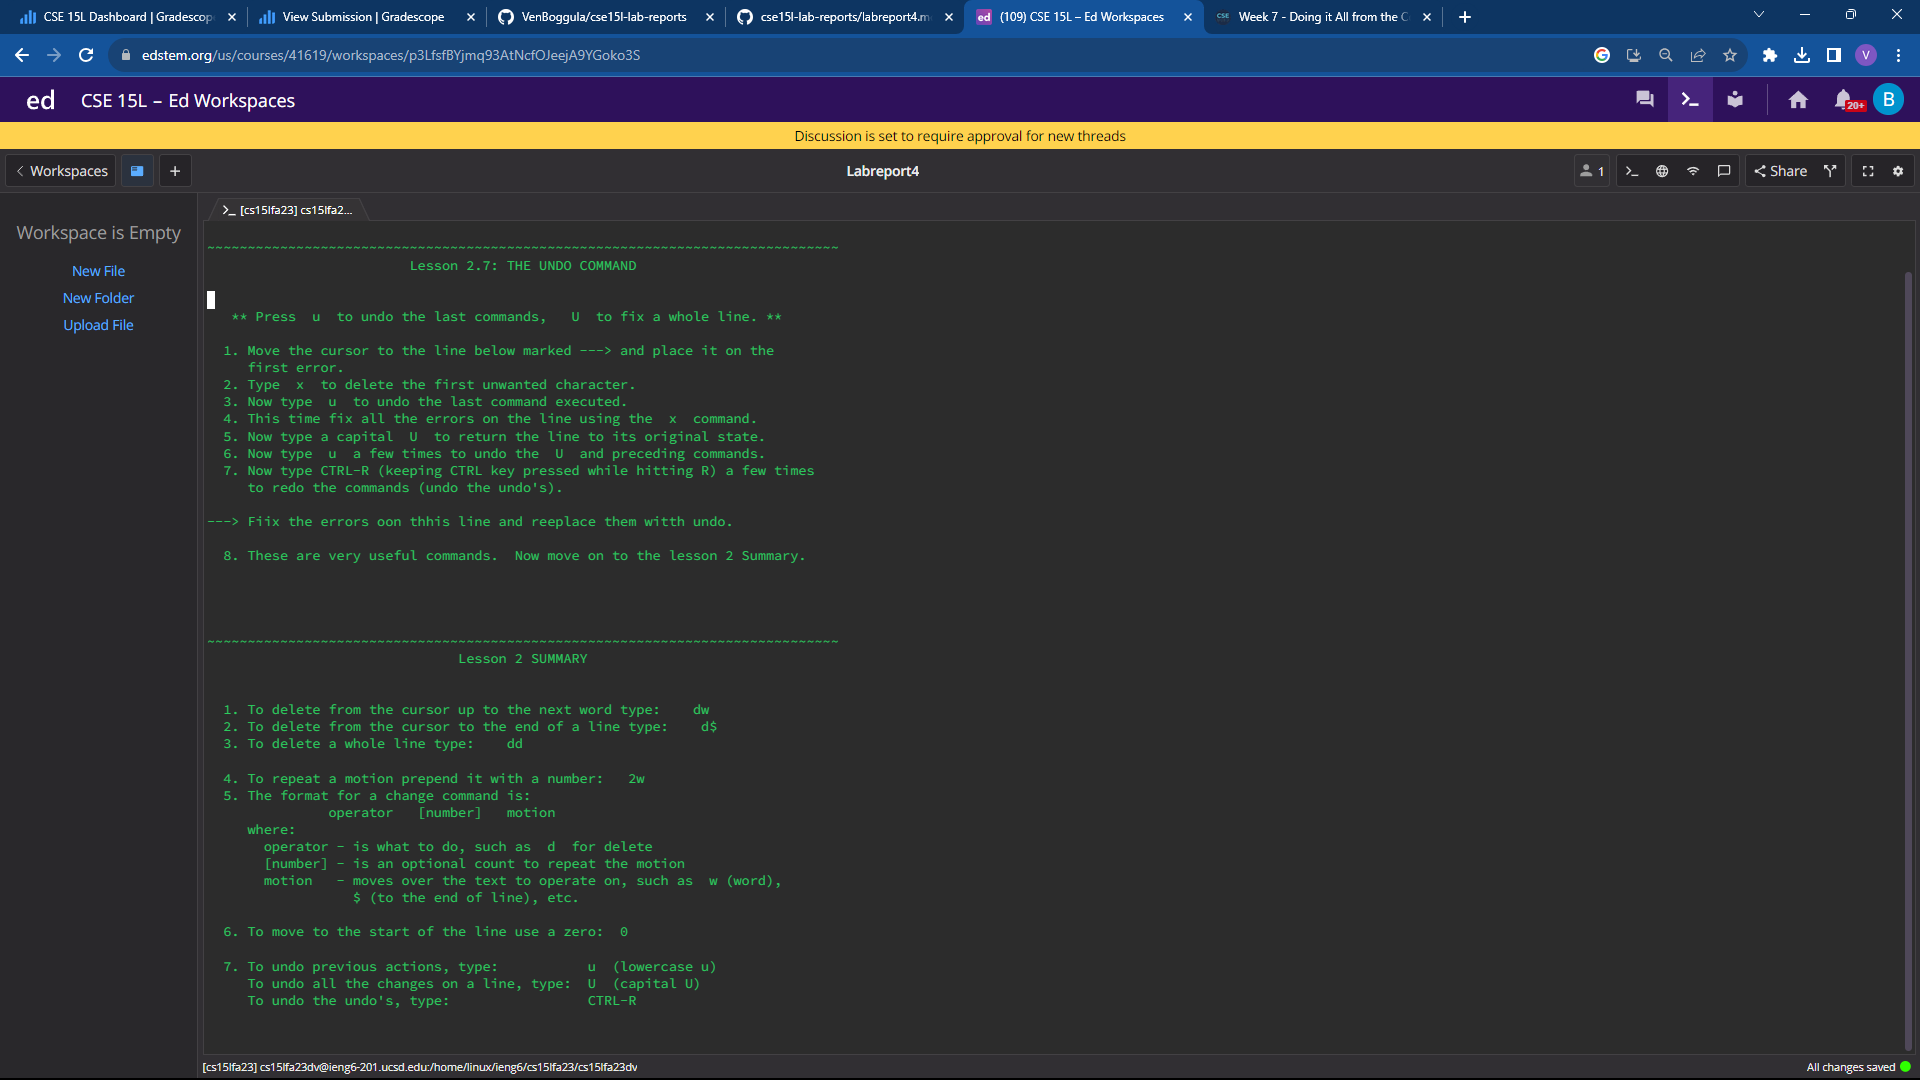 CSE 15L Dashboard | Gradescope
View Submission | Gradescope
VenBoggula/cse15l-lab-reports
cse15l-lab-reports/labreport4.m
(109) CSE 15L – Ed Workspaces
Week 7 - Doing it All from the C
edstem.org/us/courses/41619/workspaces/p3LfsfBYjmq93AtNcfOJeejA9YGoko3S
V
ed CSE 15L – Ed Workspaces
20+
B
Discussion is set to require approval for new threads
Workspaces
Labreport4
1
Share
[cs15lfa23] cs15lfa2...
Workspace is Empty
New File
New Folder
Upload File
~~~~~~~~~~~~~~~~~~~~~~~~~~~~~~~~~~~~~~~~~~~~~~~~~~~~~~~~~~~~~~~~~~~~~~~~~~~~~~
Lesson 2.7: THE UNDO COMMAND
** Press  u  to undo the last commands,   U  to fix a whole line. **
1. Move the cursor to the line below marked ---> and place it on the
first error.
2. Type  x  to delete the first unwanted character.
3. Now type  u  to undo the last command executed.
4. This time fix all the errors on the line using the  x  command.
5. Now type a capital  U  to return the line to its original state.
6. Now type  u  a few times to undo the  U  and preceding commands.
7. Now type CTRL-R (keeping CTRL key pressed while hitting R) a few times
to redo the commands (undo the undo's).
---> Fiix the errors oon thhis line and reeplace them witth undo.
8. These are very useful commands.  Now move on to the lesson 2 Summary.
~~~~~~~~~~~~~~~~~~~~~~~~~~~~~~~~~~~~~~~~~~~~~~~~~~~~~~~~~~~~~~~~~~~~~~~~~~~~~~
Lesson 2 SUMMARY
1. To delete from the cursor up to the next word type:    dw
2. To delete from the cursor to the end of a line type:    d$
3. To delete a whole line type:    dd
4. To repeat a motion prepend it with a number:   2w
5. The format for a change command is:
operator   [number]   motion
where:
operator - is what to do, such as  d  for delete
[number] - is an optional count to repeat the motion
motion   - moves over the text to operate on, such as  w (word),
$ (to the end of line), etc.
6. To move to the start of the line use a zero:  0
7. To undo previous actions, type:           u  (lowercase u)
To undo all the changes on a line, type:  U  (capital U)
To undo the undo's, type:                 CTRL-R
[cs15lfa23] cs15lfa23dv@ieng6-201.ucsd.edu:/home/linux/ieng6/cs15lfa23/cs15lfa23dv
All changes saved